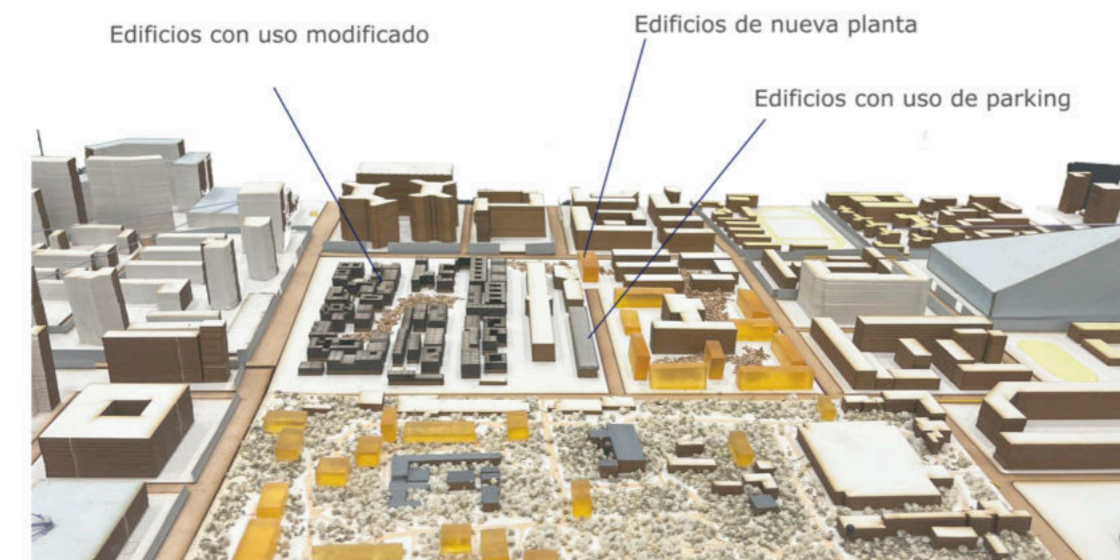 Edificios con uso modificado
Edificios de nueva planta
Edificios con uso de parking